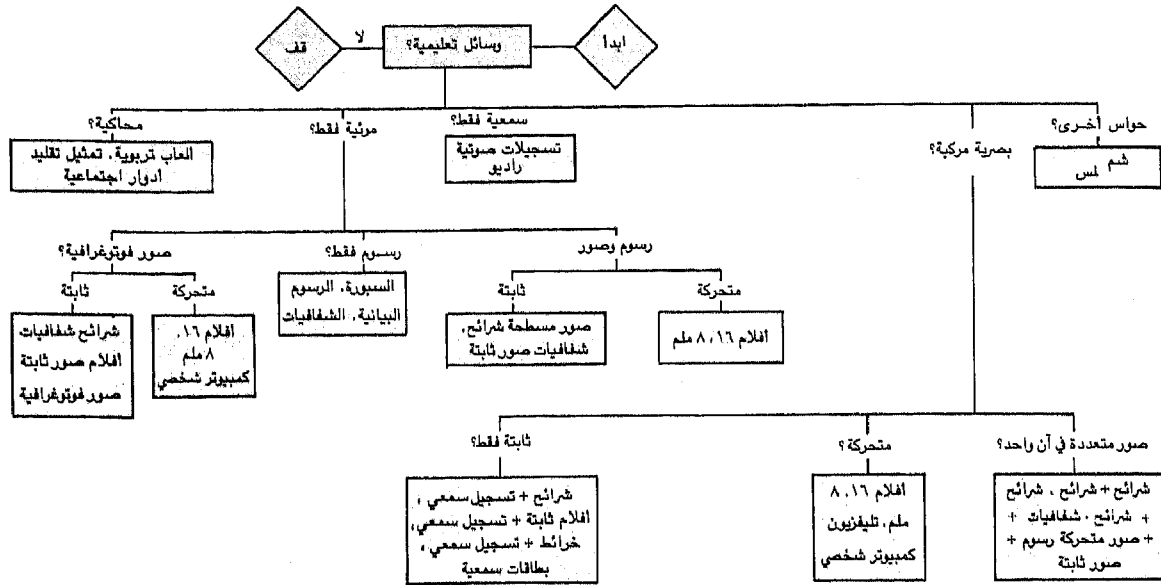 ابدأ
وسائل تعليمية؟
لا
قف
حواس أخرى؟
شم
لمس
بصرية مركبة؟
سمعية فقط؟
تسجيلات صوتية
راديو
مرئية فقط؟
محاكية؟
العاب تربوية، تمثيل تقليد
أدوار اجتماعية
رسوم وصور
رسوم فقط؟
صور فوتوغرافية؟
متحركة
أفلام ١٦، ٨ ملم
ثابتة
صور مسطحة شرائح،
شفافيات صور ثابتة
السبورة، الرسوم
البيانية، الشفافيات
متحركة
أفلام ١٦،
٨ ملم
كمبيوتر شخصي
ثابتة
شرائح شفافيات
أفلام صور ثابتة
صور فوتوغرافية
صور متعددة في آن واحد؟
شرائح + شرائح، شرائح
+ شرائح، شفافيات +
+ صور متحركة رسوم +
صور ثابتة
متحركة؟
أفلام ١٦، ٨
ملم، تليفزيون
كمبيوتر شخصي
ثابتة فقط؟
شرائح + تسجيل سمعي،
أفلام ثابتة + تسجيل سمعي،
خرائط + تسجيل سمعي،
بطاقات سمعية